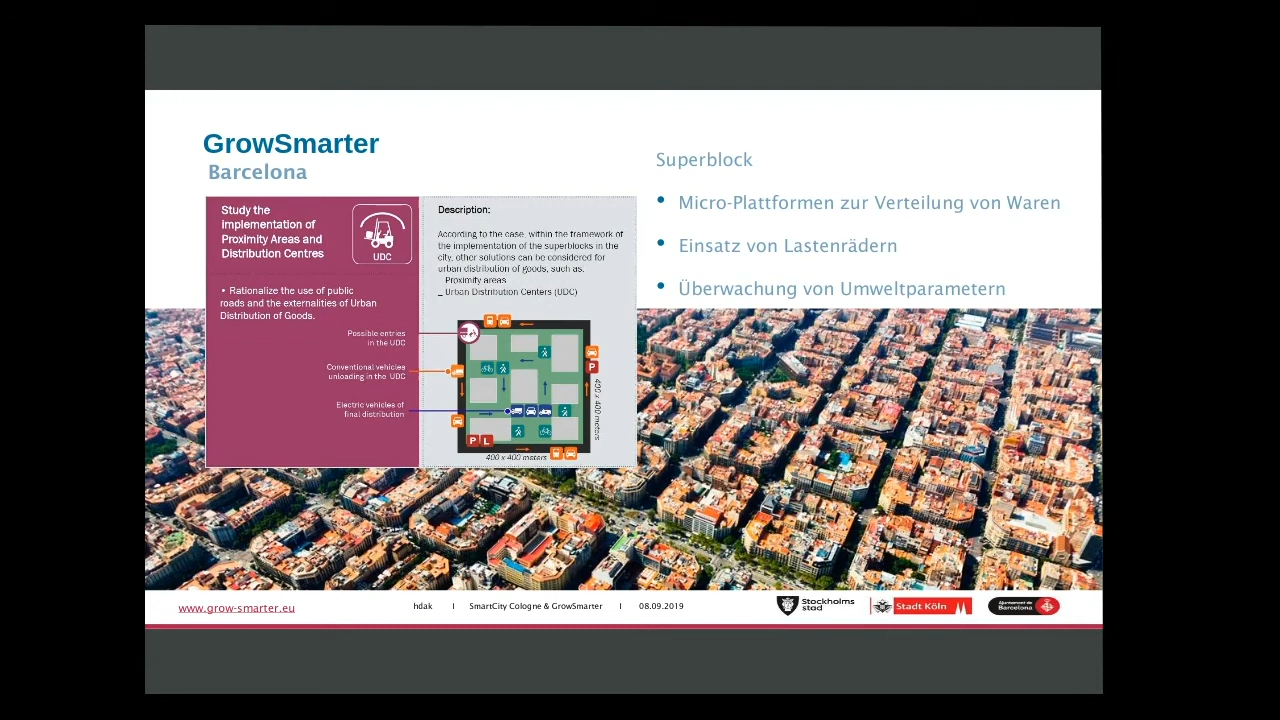 GrowSmarter
Barcelona
Study the
implementation of
Proximity Areas and
Distribution Centres
UDC
• Rationalize the use of public
roads and the externalities of Urban
Distribution of Goods.
Possible entries
in the UDC
Conventional vehicles
unloading in the UDC
Electric vehicles of
final distribution
Description:
According to the case, within the framework of
the implementation of the superblocks in the
city, other solutions can be considered for
urban distribution of goods, such as:
Proximity areas
_ Urban Distribution Centers (UDC)
P
400 x 400 meters
P L
400 x 400 meters
Superblock
• Micro-Plattformen zur Verteilung von Waren
• Einsatz von Lastenrädern
• Überwachung von Umweltparametern
www.grow-smarter.eu
hdak I SmartCity Cologne & GrowSmarter I 08.09.2019
Stockholms
stad
Stadt Köln
Ajuntament de
Barcelona